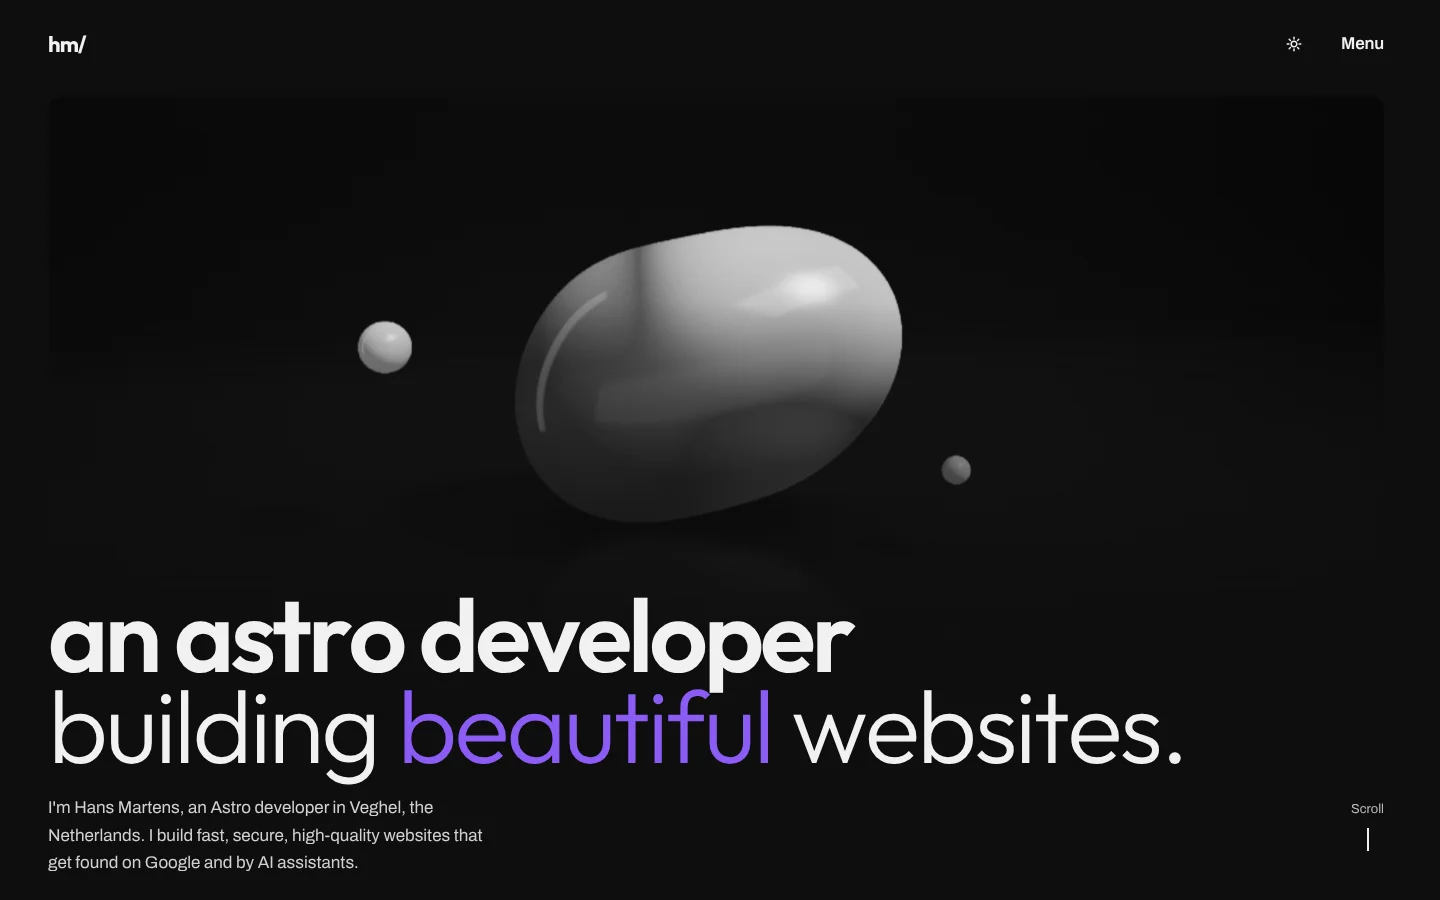 hm/
Menu
an astro developer
building beautiful websites.
I'm Hans Martens, an Astro developer in Veghel, the
Netherlands. I build fast, secure, high-quality websites that
get found on Google and by AI assistants.
Scroll